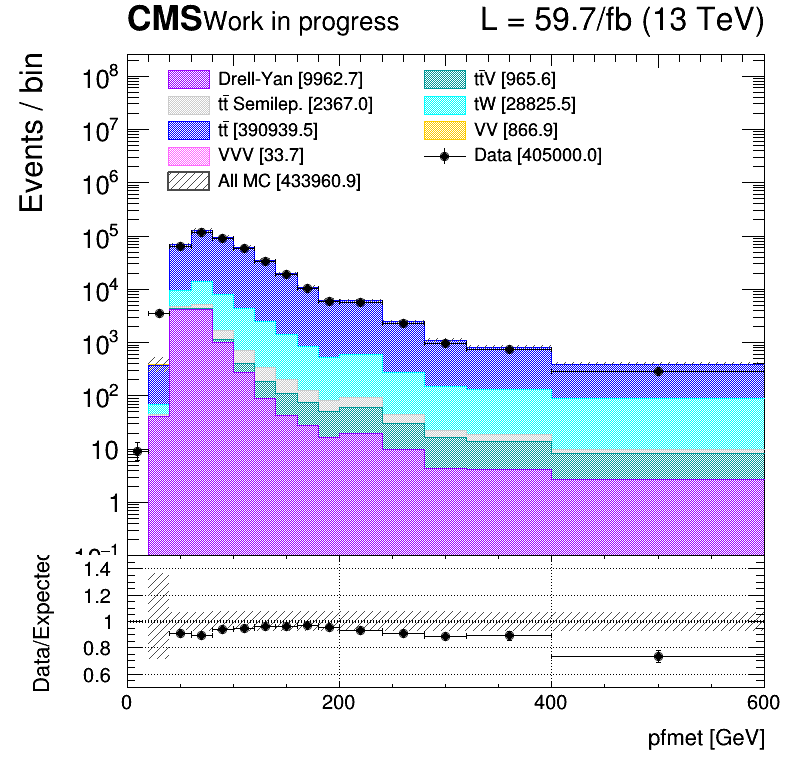 CMS Work in progress L = 59.7/fb (13 TeV)
Events / bin
Drell-Yan [9962.7] tt̄V [965.6]
tt̄ Semilep. [2367.0] tW [28825.5]
tt̄ [390939.5] VV [866.9]
VVV [33.7] Data [405000.0]
All MC [433960.9]
10⁸
10⁷
10⁶
10⁵
10⁴
10³
10²
10
1
10⁻¹
Data/Expected
1.4
1.2
1
0.8
0.6
0 200 400 600
pfmet [GeV]